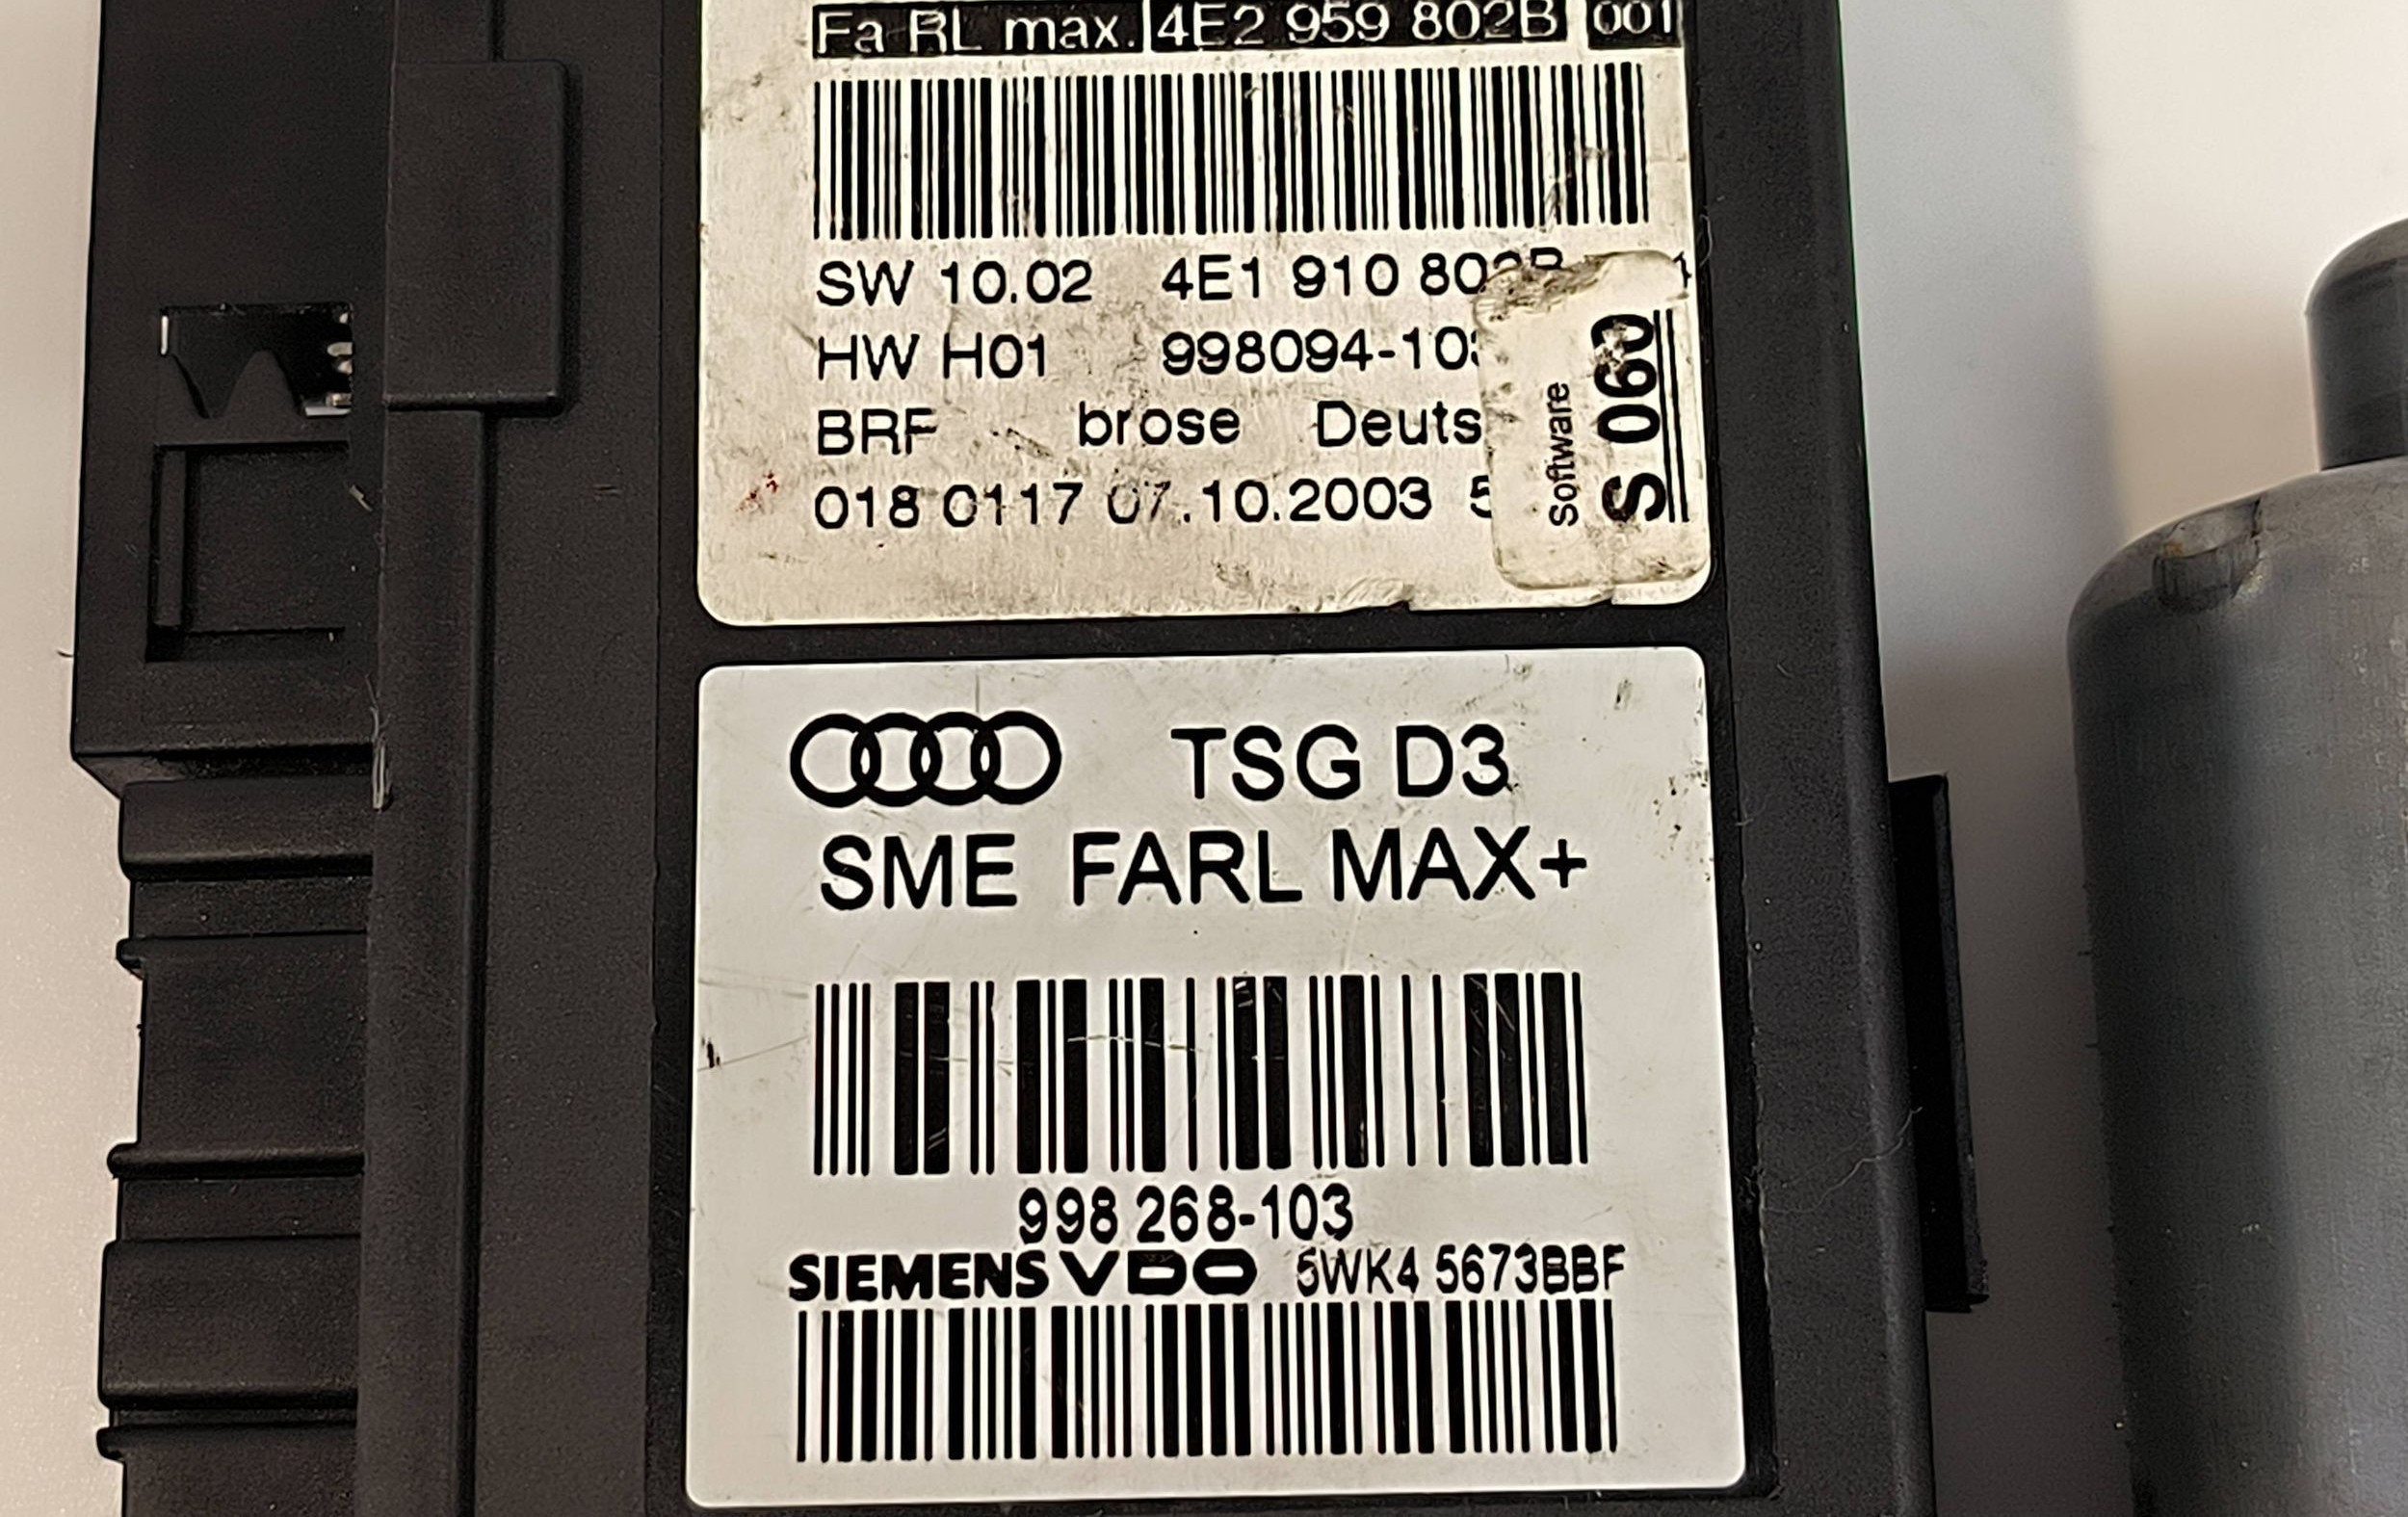 Fa RL max. 4E2 959 802B 001
SW 10.02 4E1 910 802B
HW H01 998094-103
BRF brose Deuts
018 0117 07.10.2003 5
Software
S 060
TSG D3
SME FARL MAX+
998 268-103
SIEMENS VDO 5WK4 5673BBF